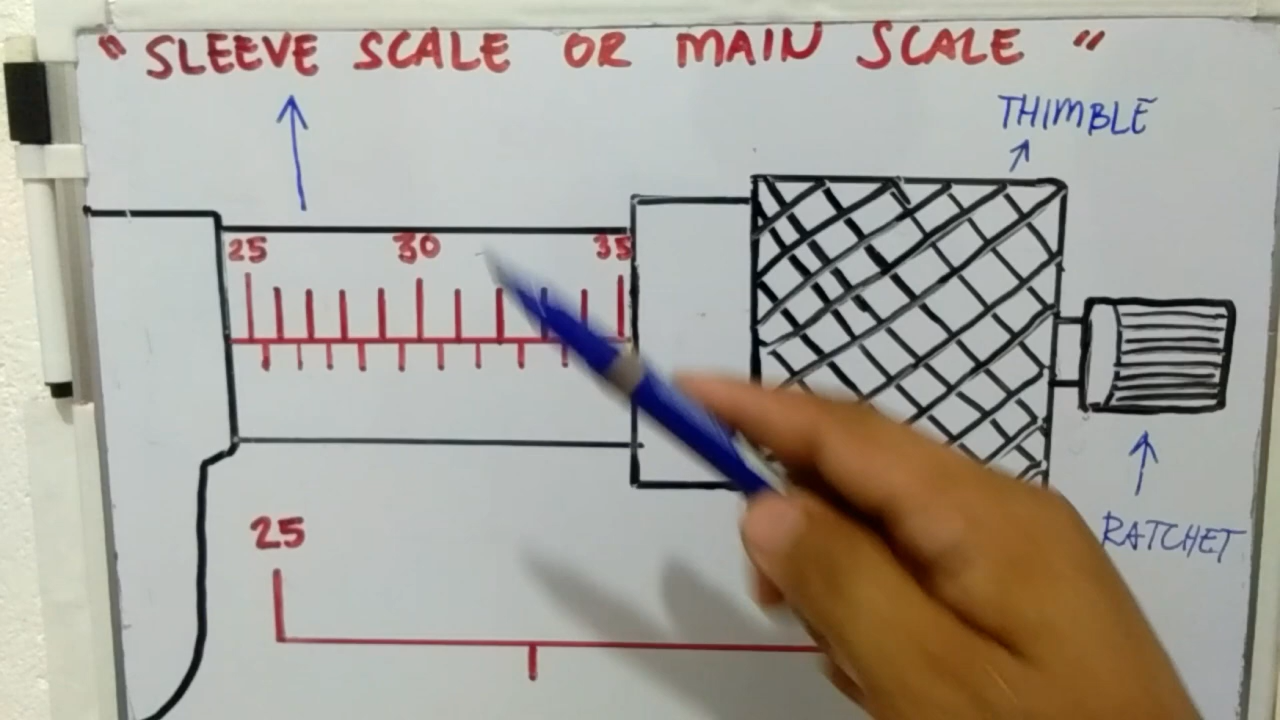 " SLEEVE SCALE OR MAIN SCALE "
THIMBLE
25 30 35
RATCHET
25